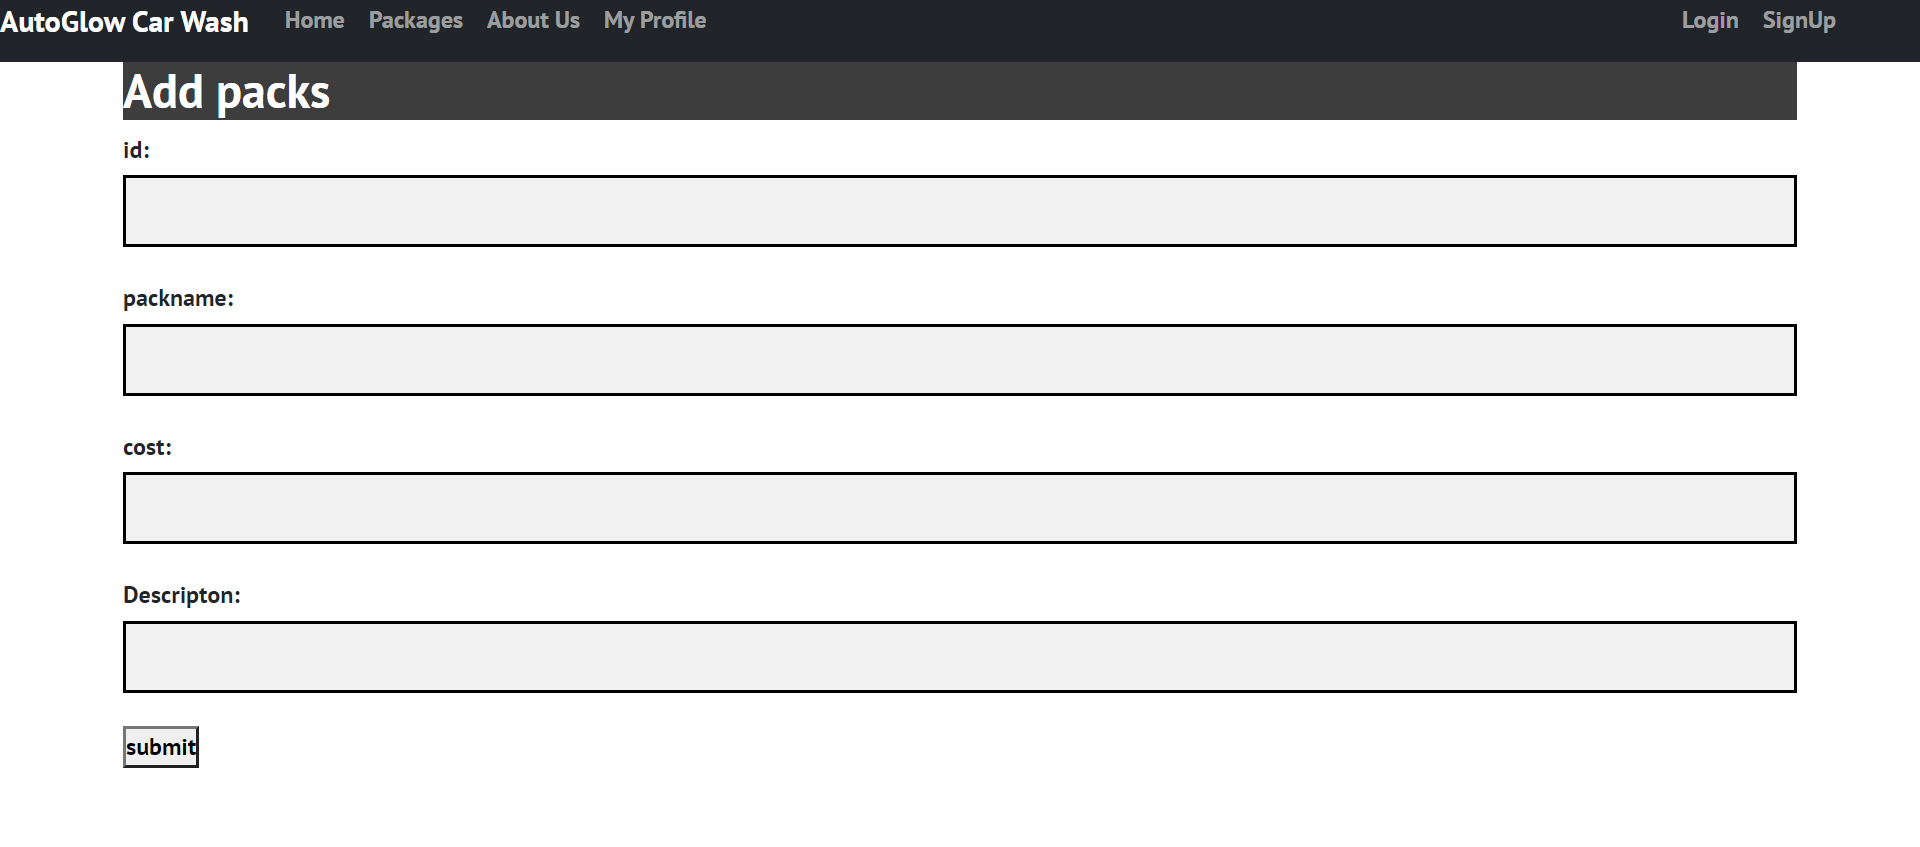 AutoGlow Car Wash Home Packages About Us My Profile Login SignUp
Add packs
id:
packname:
cost:
Descripton:
submit